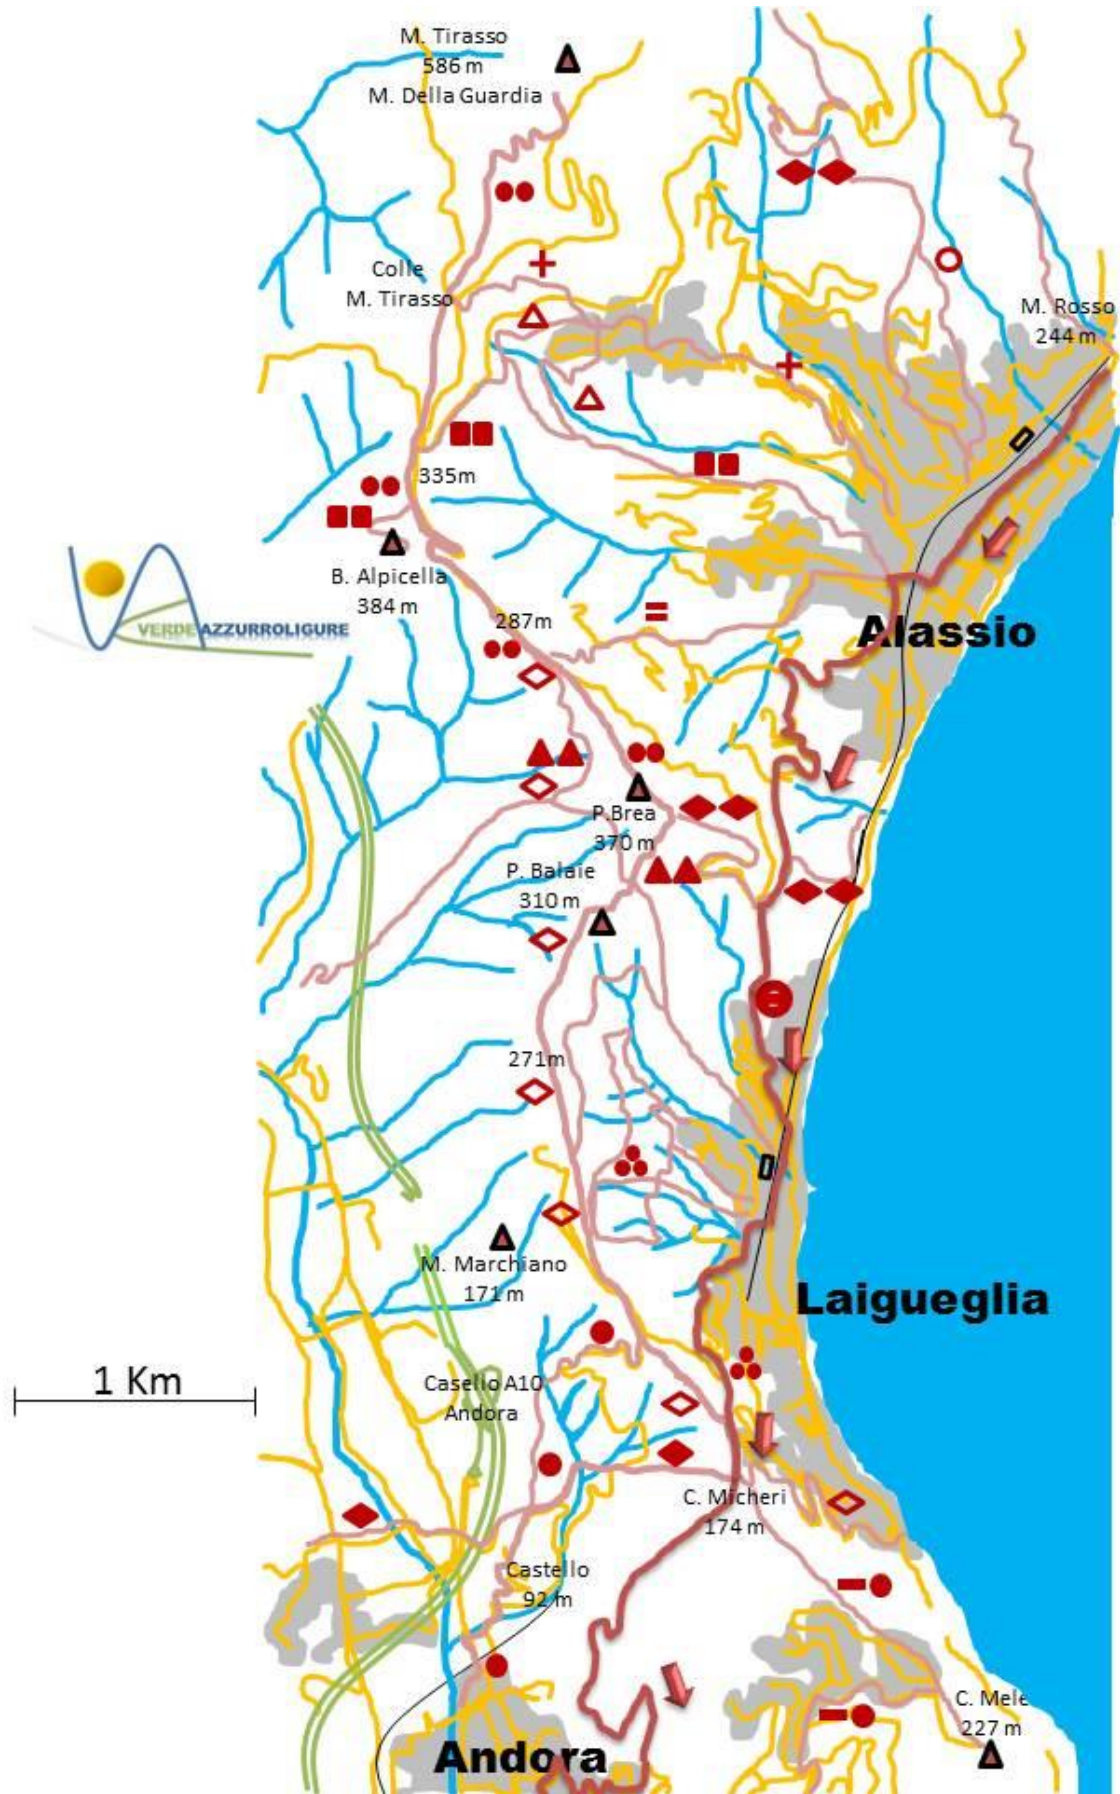 M. Tirasso
586 m
M. Della Guardia
Colle
M. Tirasso
M. Rosso
244 m
335m
B. Alpicella
384 m
VERDEAZZURROLIGURE
287m
Alassio
P.Brea
370 m
P. Balaie
310 m
271m
M. Marchiano
171 m
Laigueglia
1 Km
Caselio A10
Andora
C. Micheri
174 m
Castello
92 m
C. Mele
227 m
Andora